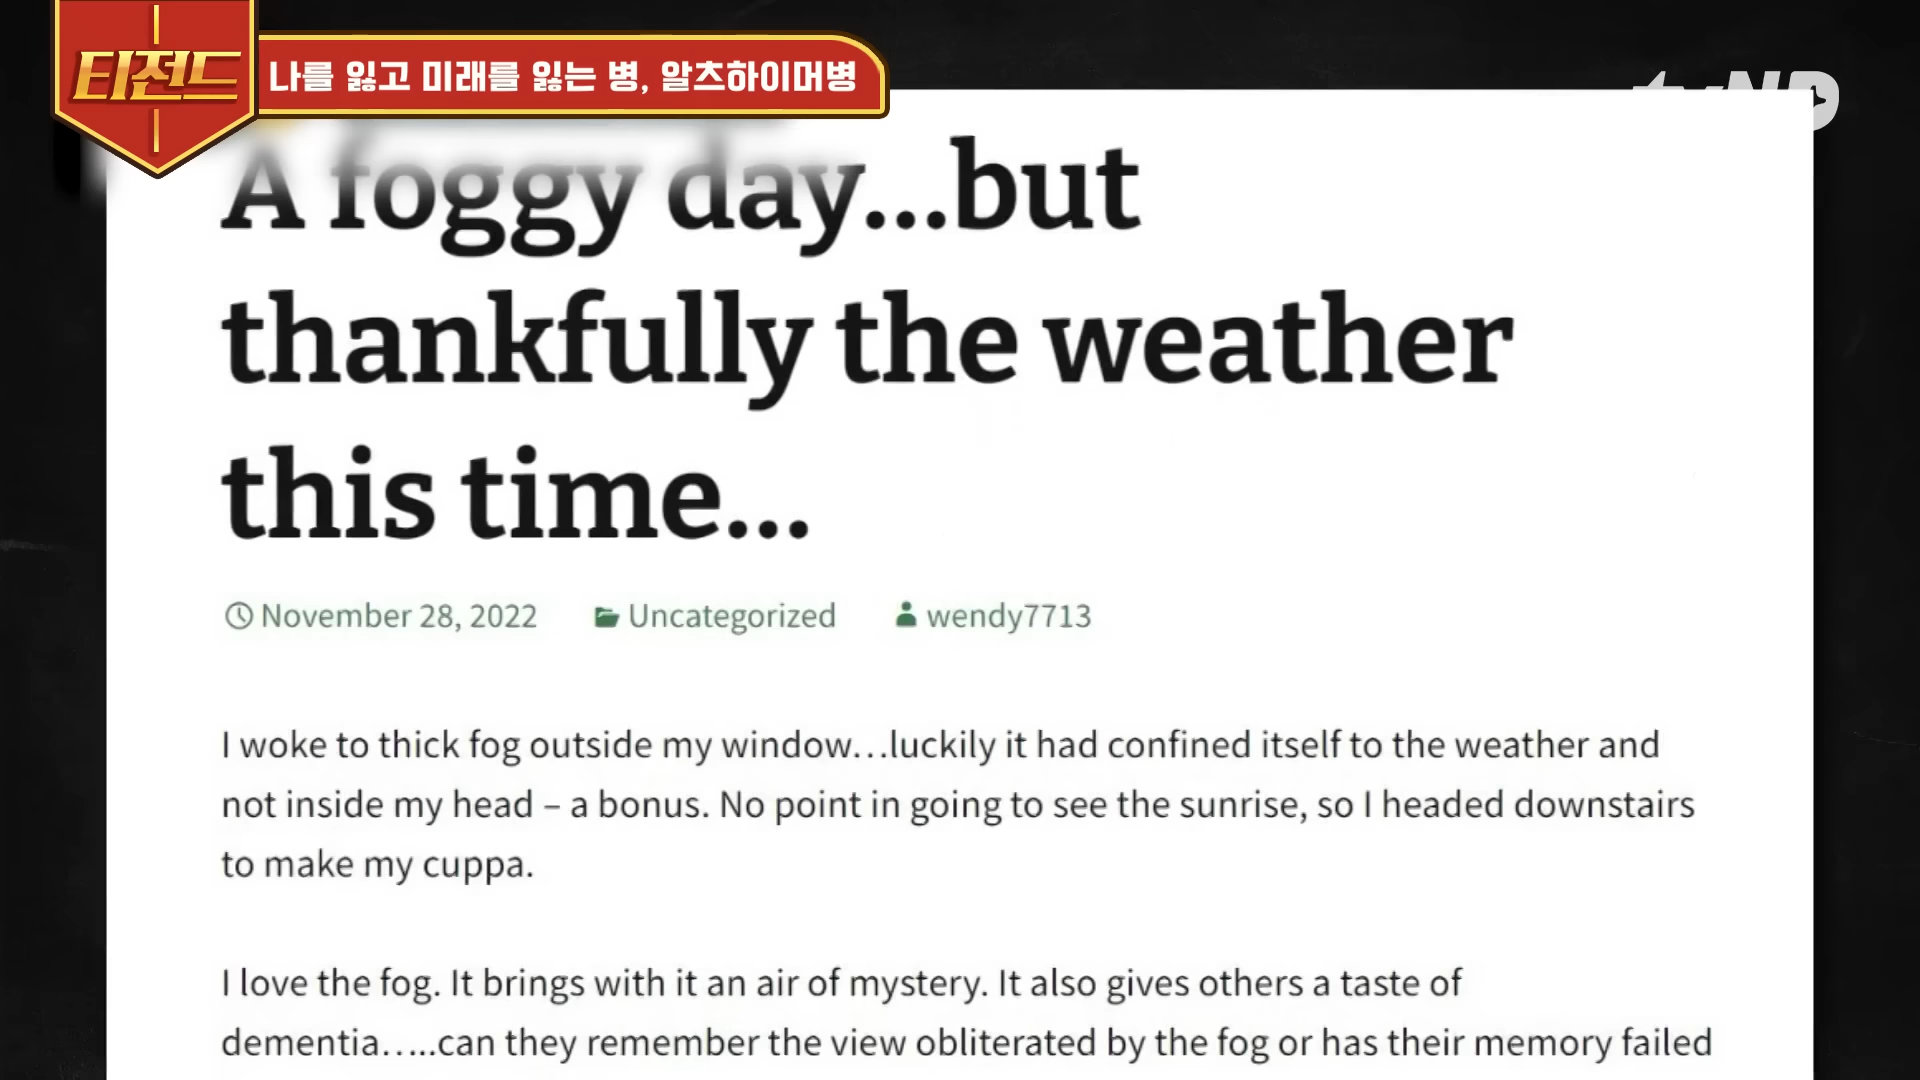 티전드
나를 잃고 미래를 잃는 병, 알츠하이머병
A foggy day...but
thankfully the weather
this time...
November 28, 2022 Uncategorized wendy7713
I woke to thick fog outside my window…luckily it had confined itself to the weather and
not inside my head – a bonus. No point in going to see the sunrise, so I headed downstairs
to make my cuppa.
I love the fog. It brings with it an air of mystery. It also gives others a taste of
dementia…..can they remember the view obliterated by the fog or has their memory failed